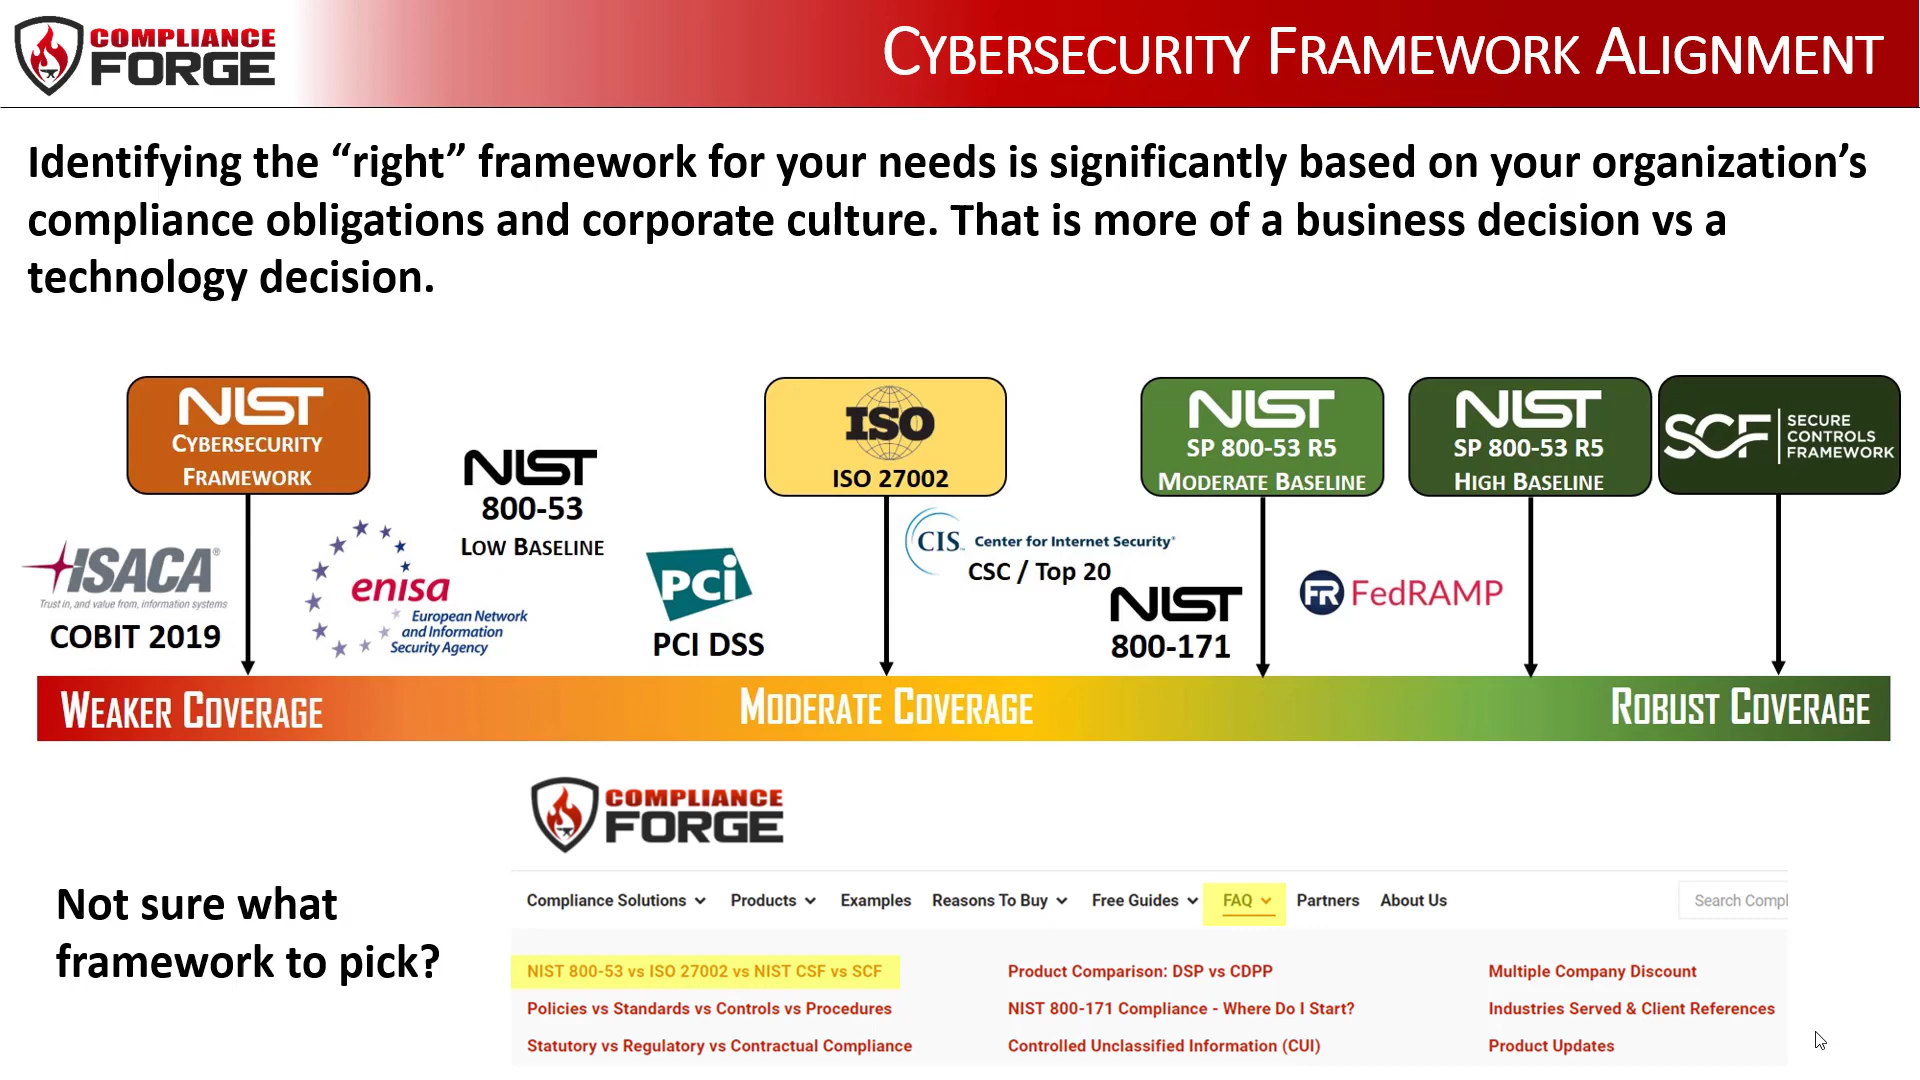 COMPLIANCE
FORGE
CYBERSECURITY FRAMEWORK ALIGNMENT
Identifying the “right” framework for your needs is significantly based on your organization’s
compliance obligations and corporate culture. That is more of a business decision vs a
technology decision.
NIST
CYBERSECURITY
FRAMEWORK
NIST
800-53
LOW BASELINE
ISO
ISO 27002
NIST
SP 800-53 R5
MODERATE BASELINE
NIST
SP 800-53 R5
HIGH BASELINE
SCF
SECURE
CONTROLS
FRAMEWORK
ISACA®
Trust in, and value from, information systems
COBIT 2019
enisa
European Network
and Information
Security Agency
PCi
PCI DSS
CIS™ Center for Internet Security®
CSC / Top 20
NIST
800-171
FR FedRAMP
WEAKER COVERAGE
MODERATE COVERAGE
ROBUST COVERAGE
COMPLIANCE
FORGE
Not sure what
framework to pick?
Compliance Solutions Products Examples Reasons To Buy Free Guides FAQ Partners About Us Search Compl
NIST 800-53 vs ISO 27002 vs NIST CSF vs SCF
Product Comparison: DSP vs CDPP
Multiple Company Discount
Policies vs Standards vs Controls vs Procedures
NIST 800-171 Compliance - Where Do I Start?
Industries Served & Client References
Statutory vs Regulatory vs Contractual Compliance
Controlled Unclassified Information (CUI)
Product Updates